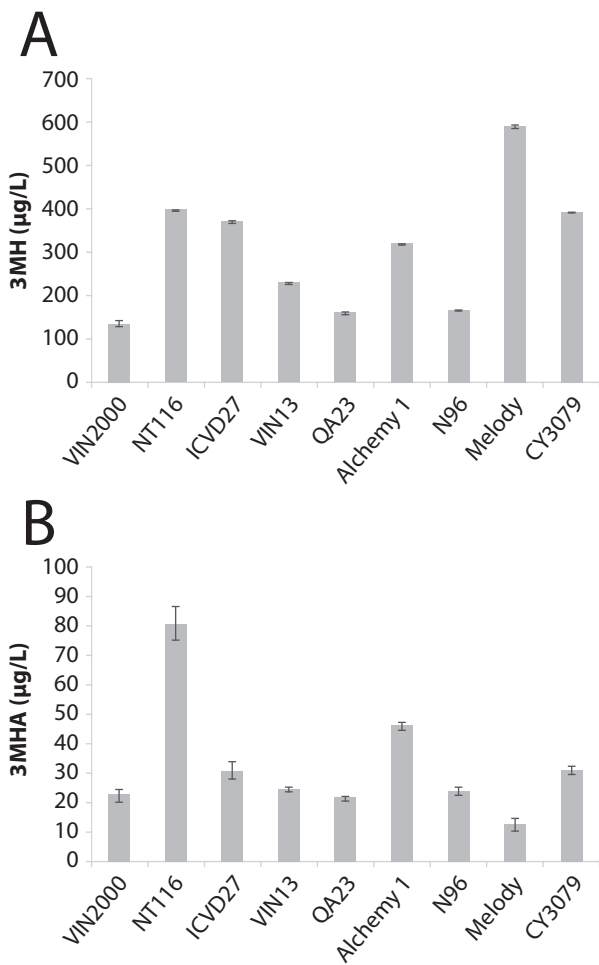 A
700
600
500
400
300
200
100
0
3MH (µg/L)
VIN2000
NT116
ICVD27
VIN13
QA23
Alchemy 1
N96
Melody
CY3079
B
100
90
80
70
60
50
40
30
20
10
0
3MHA (µg/L)
VIN2000
NT116
ICVD27
VIN13
QA23
Alchemy 1
N96
Melody
CY3079